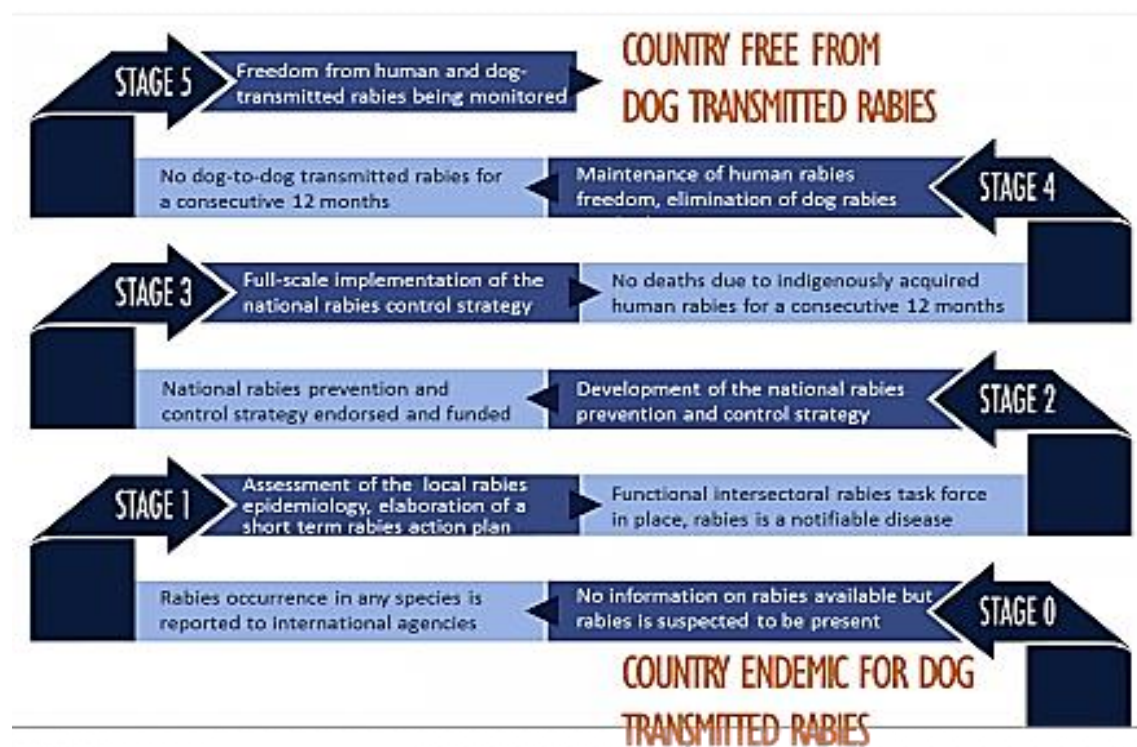 STAGE 5
Freedom from human and dog-
transmitted rabies being monitored
COUNTRY FREE FROM
DOG TRANSMITTED RABIES
No dog-to-dog transmitted rabies for
a consecutive 12 months
Maintenance of human rabies
freedom, elimination of dog rabies
STAGE 4
STAGE 3
Full-scale implementation of the
national rabies control strategy
No deaths due to indigenously acquired
human rabies for a consecutive 12 months
National rabies prevention and
control strategy endorsed and funded
Development of the national rabies
prevention and control strategy
STAGE 2
STAGE 1
Assessment of the local rabies
epidemiology, elaboration of a
short term rabies action plan
Functional intersectoral rabies task force
in place, rabies is a notifiable disease
Rabies occurrence in any species is
reported to international agencies
No information on rabies available but
rabies is suspected to be present
STAGE 0
COUNTRY ENDEMIC FOR DOG
TRANSMITTED RABIES